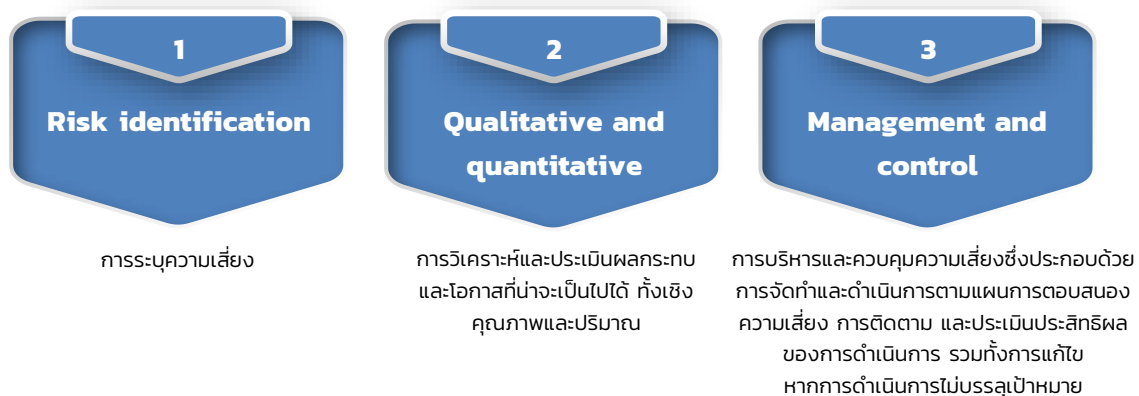 1
Risk identification
การระบุความเสี่ยง
2
Qualitative and
quantitative
การวิเคราะห์และประเมินผลกระทบ
และโอกาสที่น่าจะเป็นไปได้ ทั้งเชิง
คุณภาพและปริมาณ
3
Management and
control
การบริหารและควบคุมความเสี่ยงซึ่งประกอบด้วย
การจัดทำและดำเนินการตามแผนการตอบสนอง
ความเสี่ยง การติดตาม และประเมินประสิทธิผล
ของการดำเนินการ รวมทั้งการแก้ไข
หากการดำเนินการไม่บรรลุเป้าหมาย